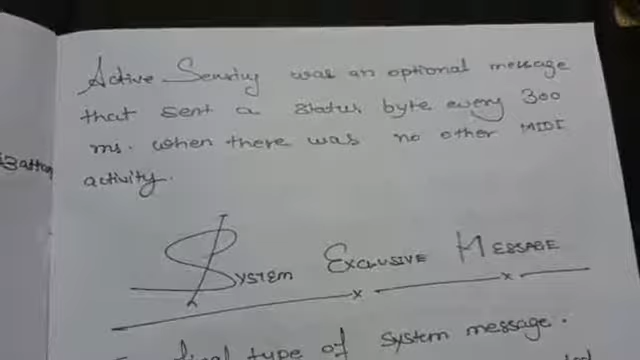 Active Sensing was an optional message
that sent a status byte every 300
ms. when there was no other MIDI
activity.
System Exclusive Message
final type of system message.